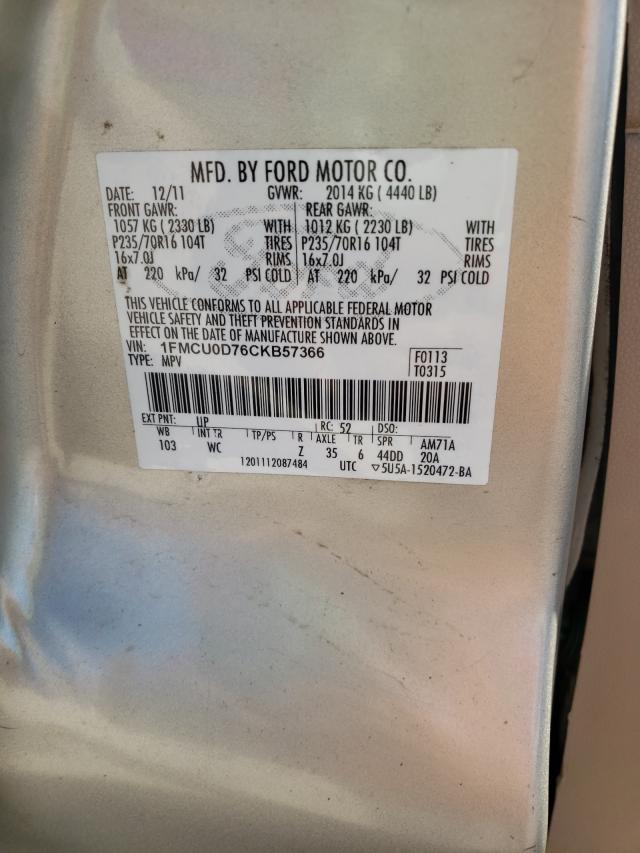 MFD. BY FORD MOTOR CO.
DATE: 12/11 GVWR: 2014 KG ( 4440 LB)
FRONT GAWR: REAR GAWR:
1057 KG ( 2330 LB) WITH 1012 KG ( 2230 LB) WITH
P235/70R16 104T TIRES P235/70R16 104T TIRES
16x7.0J RIMS 16x7.0J RIMS
AT 220 kPa/ 32 PSI COLD AT 220 kPa/ 32 PSI COLD
THIS VEHICLE CONFORMS TO ALL APPLICABLE FEDERAL MOTOR
VEHICLE SAFETY AND THEFT PREVENTION STANDARDS IN
EFFECT ON THE DATE OF MANUFACTURE SHOWN ABOVE.
VIN: 1FMCU0D76CKB57366 F0113
TYPE: MPV T0315
EXT PNT: UP RC: 52 DSO:
WB INT TR TP/PS R AXLE TR SPR AM71A
103 WC Z 35 6 44DD 20A
1201112087484 UTC ▽5U5A-1520472-BA